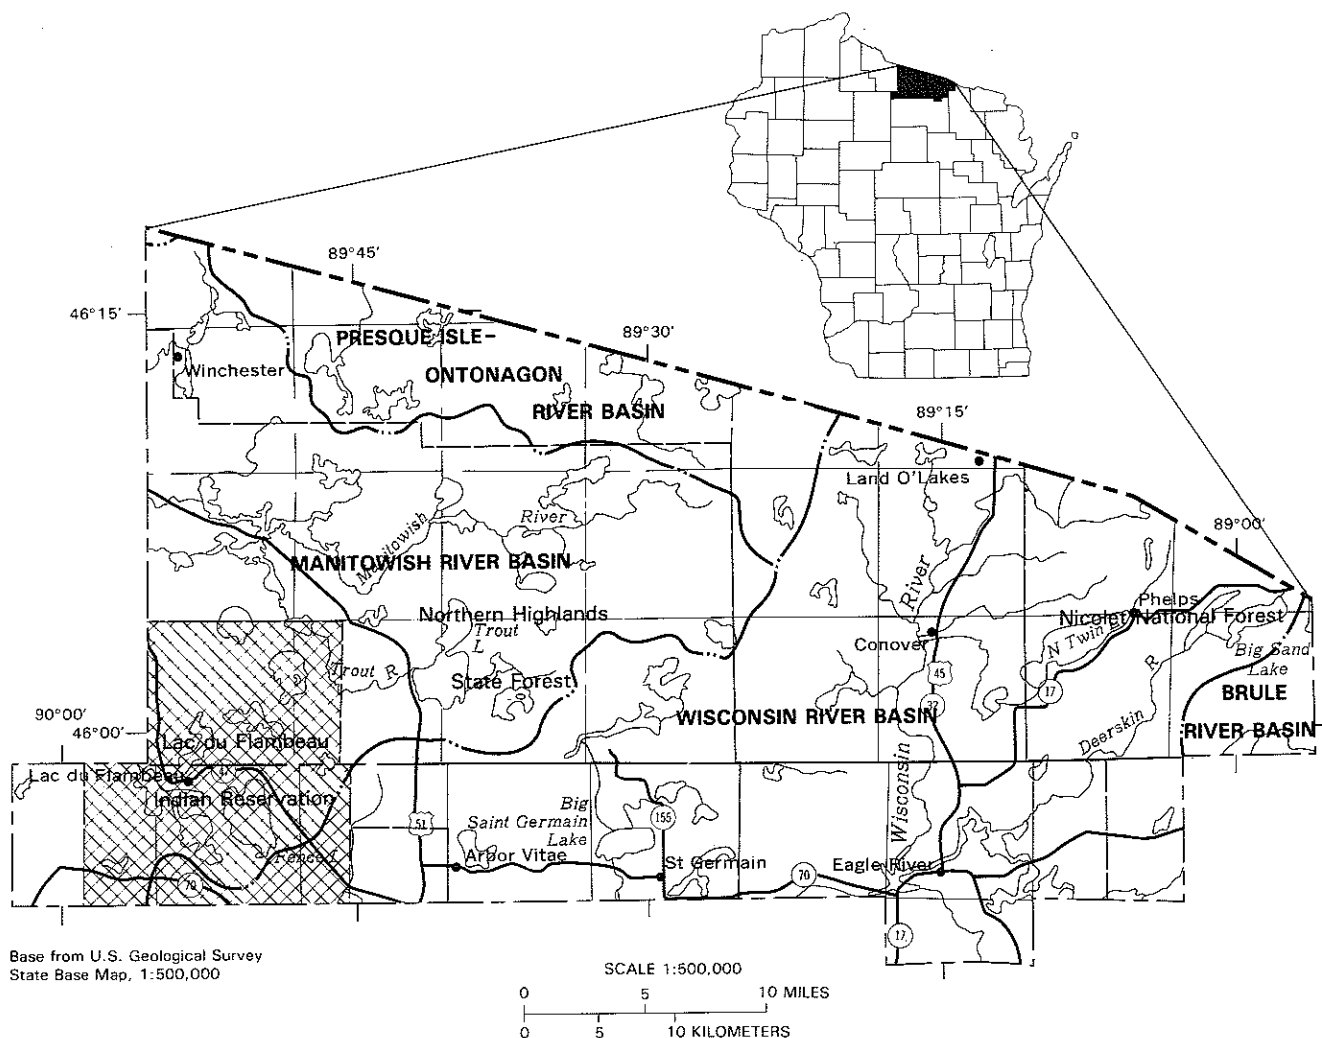 89°45'
46°15'
PRESQUE ISLE-
89°30'
Winchester
ONTONAGON
RIVER BASIN
89°15'
Land O'Lakes
River
89°00'
Manitowish
MANITOWISH RIVER BASIN
River
Phelps
Northern Highlands
Nicolet National Forest
Trout
L
Conover
N Twin
Big Sand
Lake
Trout R
R
45
State Forest
17
BRULE
32
90°00'
WISCONSIN RIVER BASIN
46°00'
RIVER BASIN
Lac du Flambeau
Deerskin
Lac du Flambeau
47
Indian Reservation
Wisconsin
Big
Saint Germain
Lake
155
51
Fence L
Arbor Vitae
St Germain
Eagle River
70
70
17
Base from U.S. Geological Survey
State Base Map, 1:500,000
SCALE 1:500,000
0 5 10 MILES
0 5 10 KILOMETERS